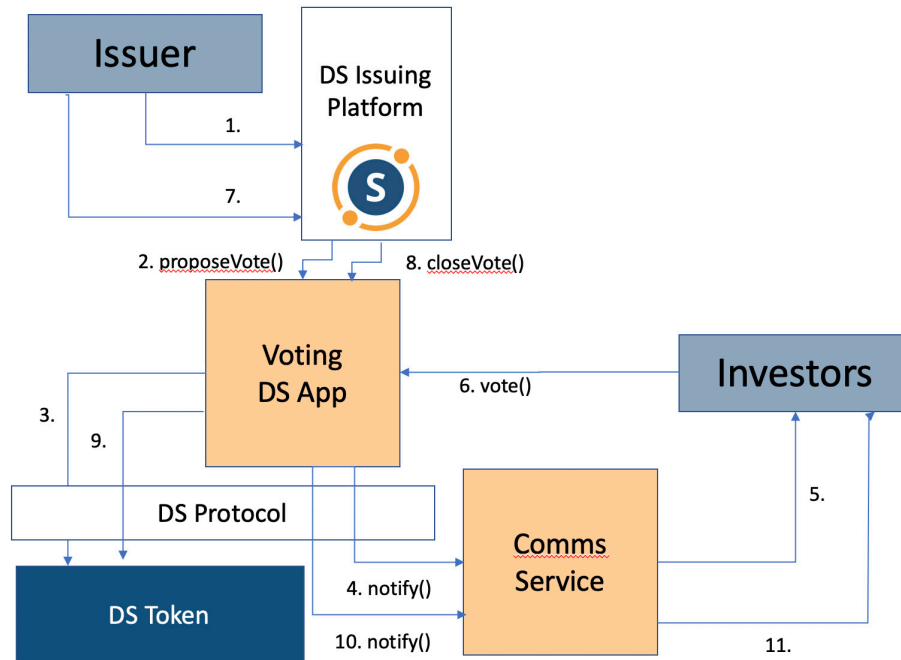 Issuer
DS Issuing
Platform
S
1.
7.
2. proposeVote()
8. closeVote()
Voting
DS App
Investors
6. vote()
3.
9.
5.
DS Protocol
Comms
Service
4. notify()
DS Token
10. notify()
11.